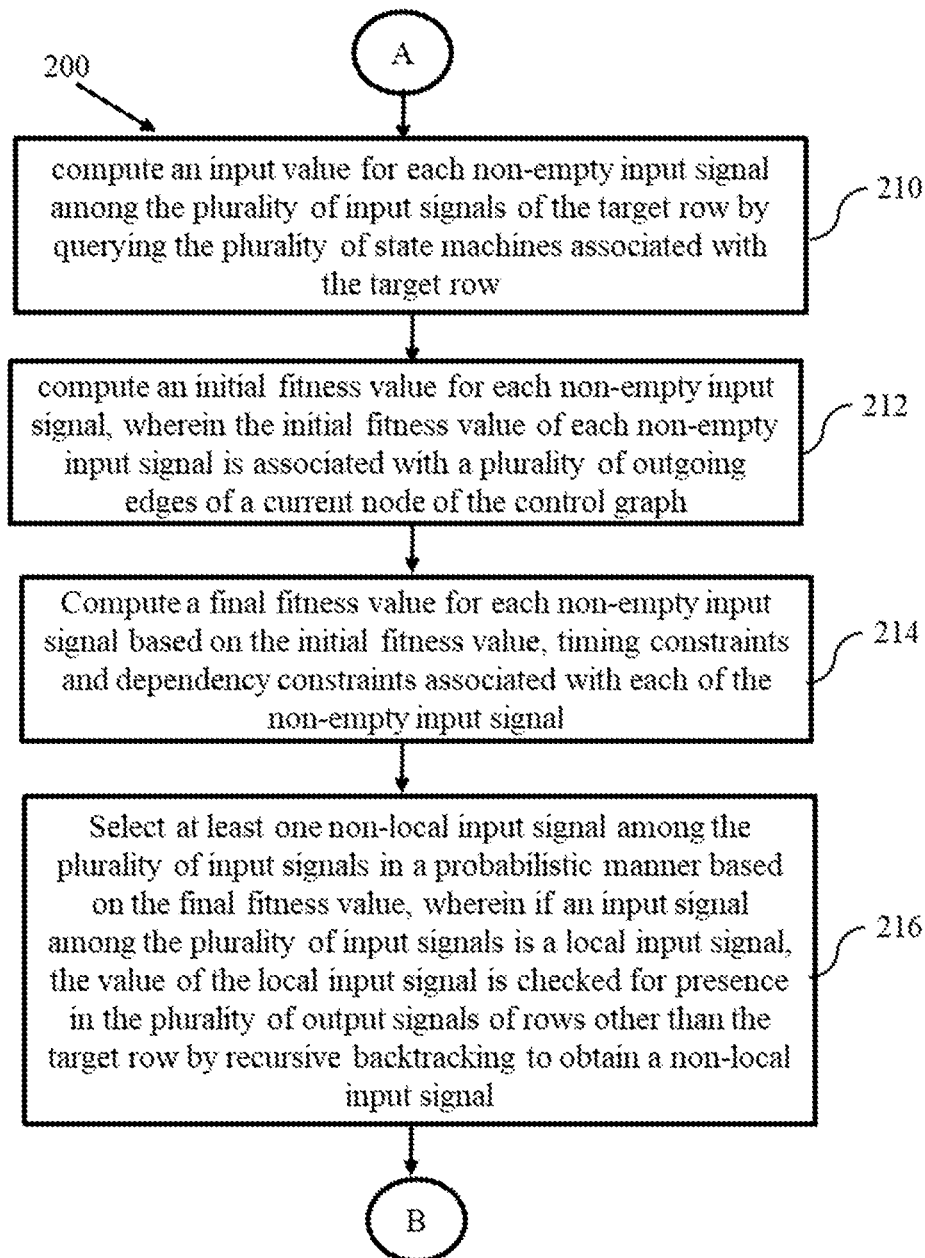 A
200
compute an input value for each non-empty input signal
among the plurality of input signals of the target row by
querying the plurality of state machines associated with
the target row
210
compute an initial fitness value for each non-empty input
signal, wherein the initial fitness value of each non-empty
input signal is associated with a plurality of outgoing
edges of a current node of the control graph
212
Compute a final fitness value for each non-empty input
signal based on the initial fitness value, timing constraints
and dependency constraints associated with each of the
non-empty input signal
214
Select at least one non-local input signal among the
plurality of input signals in a probabilistic manner based
on the final fitness value, wherein if an input signal
among the plurality of input signals is a local input signal,
the value of the local input signal is checked for presence
in the plurality of output signals of rows other than the
target row by recursive backtracking to obtain a non-local
input signal
216
B